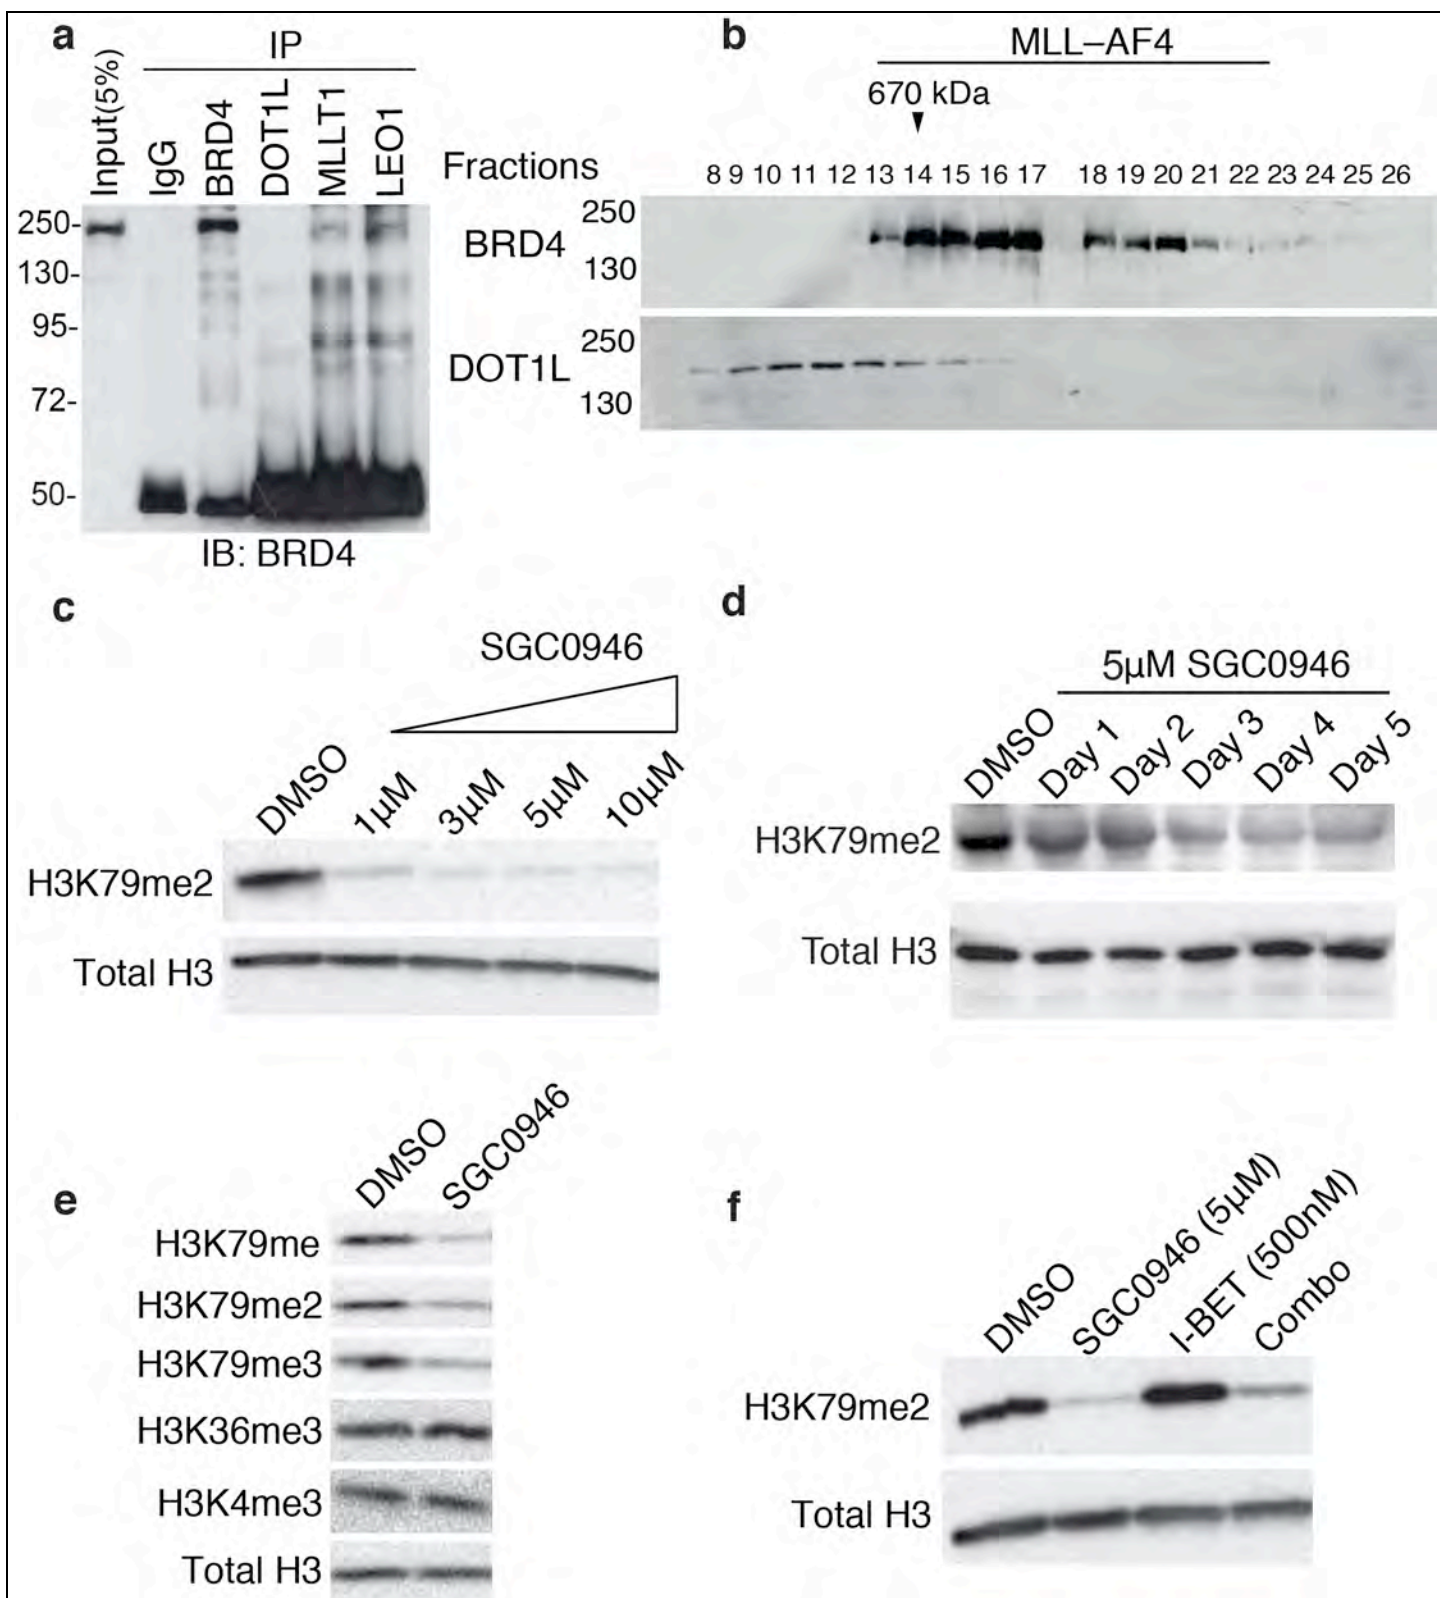 a
IP
Input(5%)
IgG
BRD4
DOT1L
MLLT1
LEO1
250-
130-
95-
72-
50-
IB: BRD4
b
MLL–AF4
670 kDa
Fractions
8 9 10 11 12 13 14 15 16 17 18 19 20 21 22 23 24 25 26
BRD4
250
130
DOT1L
250
130
c
SGC0946
DMSO
1µM
3µM
5µM
10µM
H3K79me2
Total H3
d
5µM SGC0946
DMSO
Day 1
Day 2
Day 3
Day 4
Day 5
H3K79me2
Total H3
e
DMSO
SGC0946
H3K79me
H3K79me2
H3K79me3
H3K36me3
H3K4me3
Total H3
f
DMSO
SGC0946 (5µM)
I-BET (500nM)
Combo
H3K79me2
Total H3